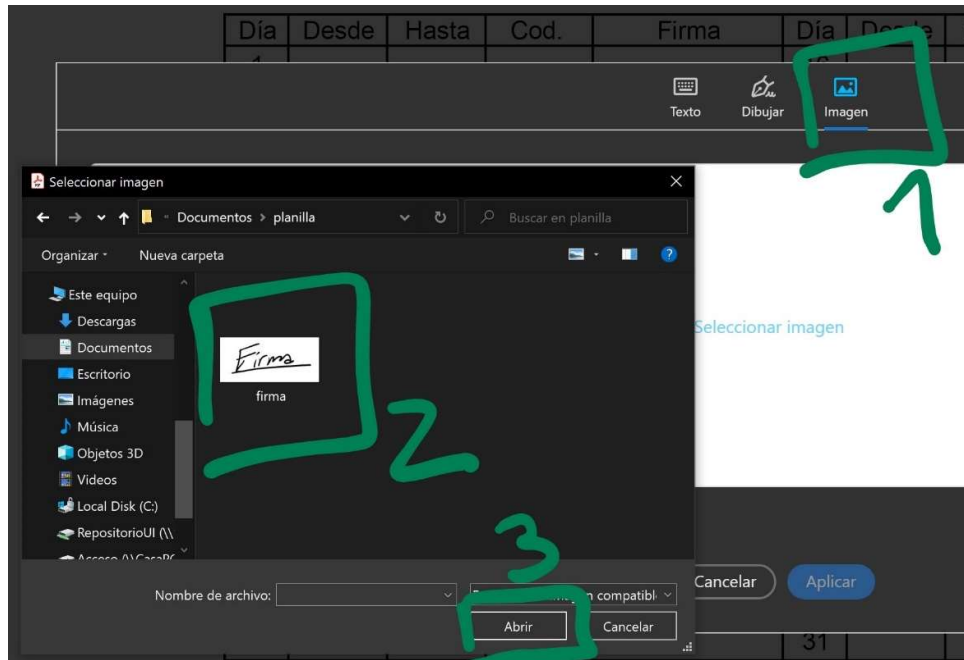 Día Desde Hasta Cod. Firma Día Desde
Texto Dibujar Imagen
1
Seleccionar imagen
Documentos > planilla
Buscar en planilla
Organizar Nueva carpeta
Este equipo
Descargas
Documentos
Escritorio
Imágenes
Música
Objetos 3D
Videos
Local Disk (C:)
RepositorioUI (\\
Firma
firma
2
Seleccionar imagen
3
Nombre de archivo:
Abrir Cancelar
Cancelar Aplicar
31